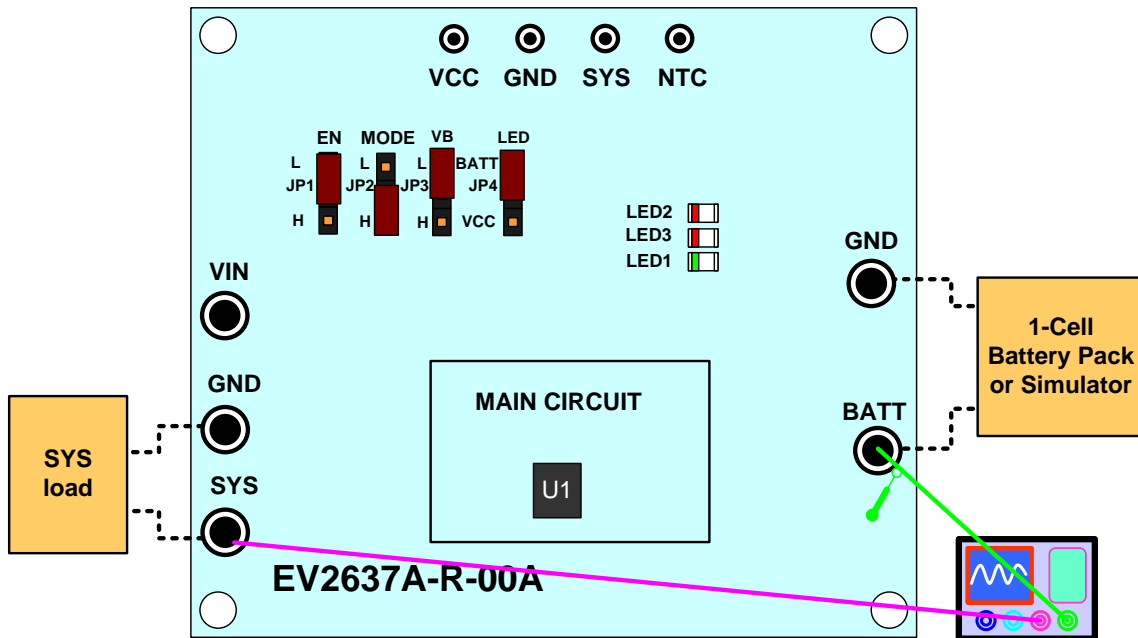 VCC GND SYS NTC
EN MODE VB LED
L L L BATT
JP1 JP2 JP3 JP4
H H H VCC
LED2
LED3
LED1
VIN
GND
SYS
GND
BATT
MAIN CIRCUIT
U1
SYS
load
1-Cell
Battery Pack
or Simulator
EV2637A-R-00A